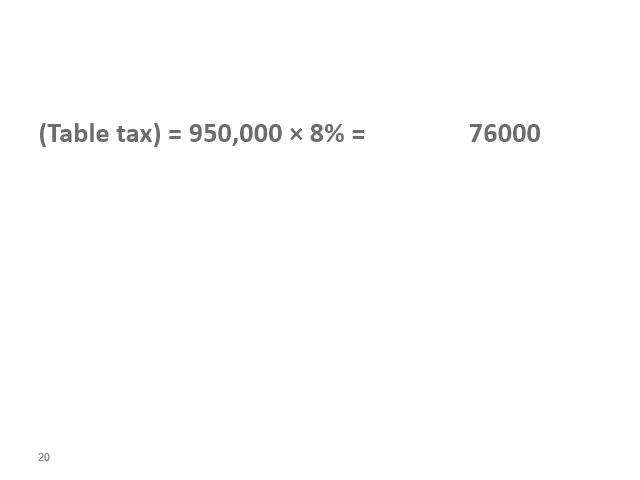 (Table tax) = 950,000 × 8% = 76000
20